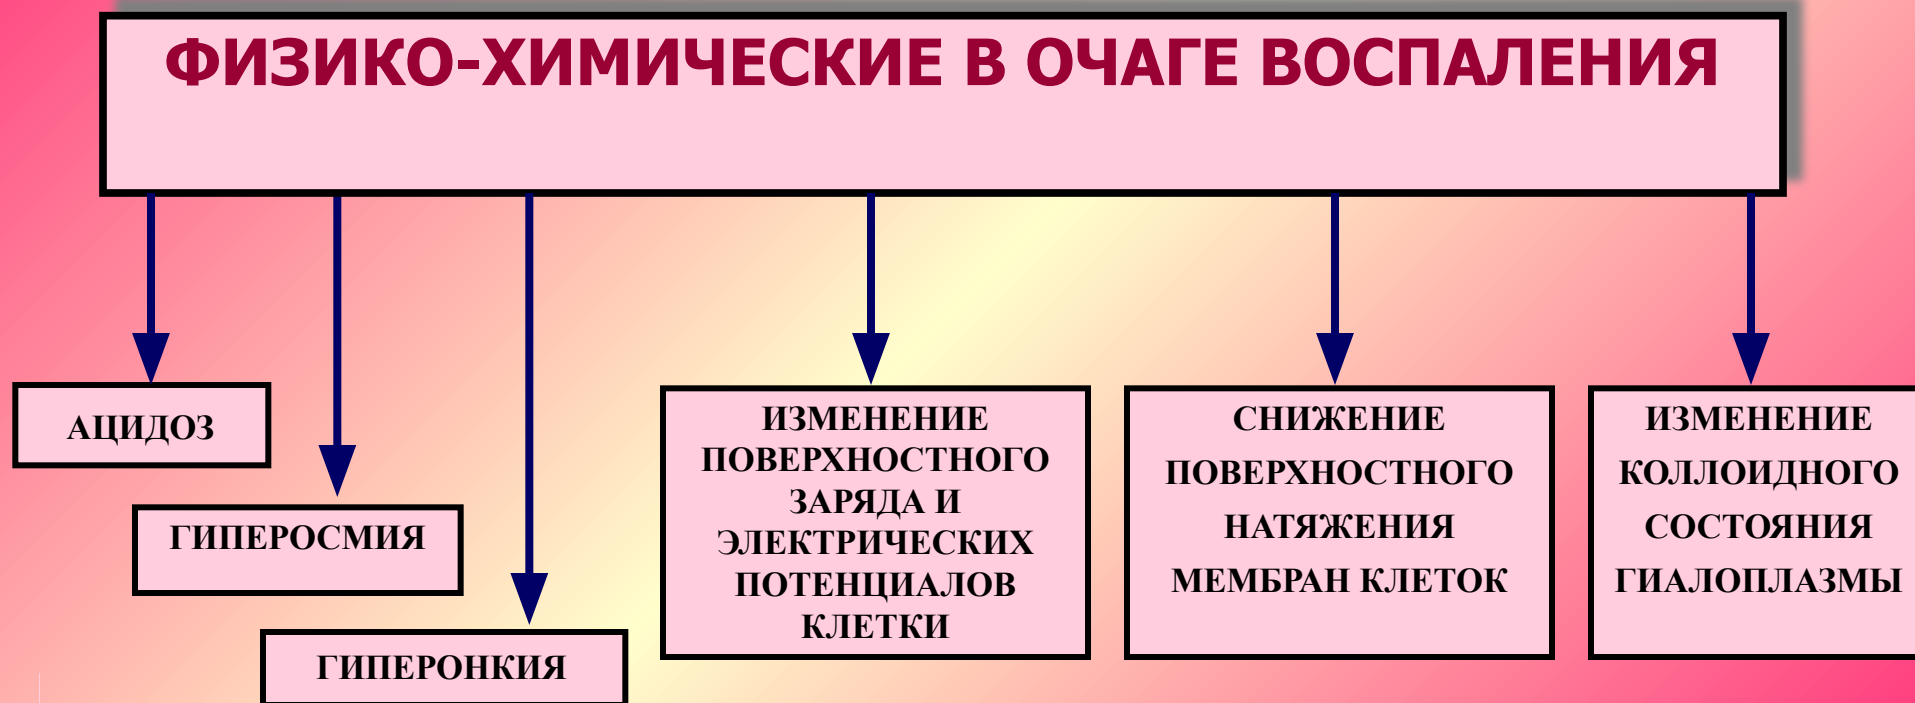 ФИЗИКО-ХИМИЧЕСКИЕ В ОЧАГЕ ВОСПАЛЕНИЯ
АЦИДОЗ
ГИПЕРОСМИЯ
ГИПЕРОНКИЯ
ИЗМЕНЕНИЕ
ПОВЕРХНОСТНОГО
ЗАРЯДА И
ЭЛЕКТРИЧЕСКИХ
ПОТЕНЦИАЛОВ
КЛЕТКИ
СНИЖЕНИЕ
ПОВЕРХНОСТНОГО
НАТЯЖЕНИЯ
МЕМБРАН КЛЕТОК
ИЗМЕНЕНИЕ
КОЛЛОИДНОГО
СОСТОЯНИЯ
ГИАЛОПЛАЗМЫ